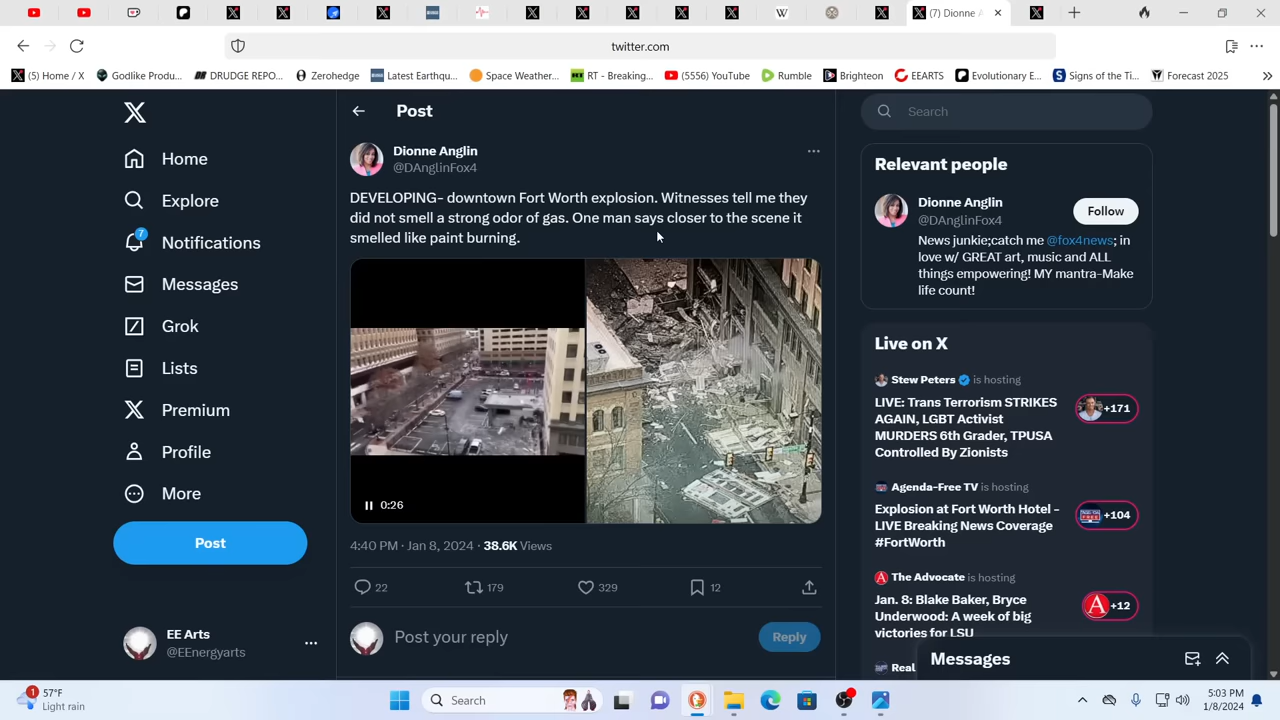 (7) Dionne A
twitter.com
(5) Home / X
Godlike Produ...
DRUDGE REPO...
Zerohedge
Latest Earthqu...
Space Weather...
RT - Breaking...
(5556) YouTube
Rumble
Brighteon
EEARTS
Evolutionary E...
Signs of the Ti...
Forecast 2025
Post
Search
Dionne Anglin
@DAnglinFox4
DEVELOPING- downtown Fort Worth explosion. Witnesses tell me they
did not smell a strong odor of gas. One man says closer to the scene it
smelled like paint burning.
0:26
4:40 PM · Jan 8, 2024 · 38.6K Views
22
179
329
12
Post your reply
Reply
Home
Explore
7
Notifications
Messages
Grok
Lists
Premium
Profile
More
Post
EE Arts
@EEnergyarts
Relevant people
Dionne Anglin
@DAnglinFox4
Follow
News junkie;catch me @fox4news; in
love w/ GREAT art, music and ALL
things empowering! MY mantra-Make
life count!
Live on X
Stew Peters is hosting
LIVE: Trans Terrorism STRIKES
AGAIN, LGBT Activist
MURDERS 6th Grader, TPUSA
Controlled By Zionists
+171
Agenda-Free TV is hosting
Explosion at Fort Worth Hotel -
LIVE Breaking News Coverage
#FortWorth
+104
The Advocate is hosting
Jan. 8: Blake Baker, Bryce
Underwood: A week of big
victories for LSU
+12
Real
Messages
1
57°F
Light rain
Search
5:03 PM
1/8/2024